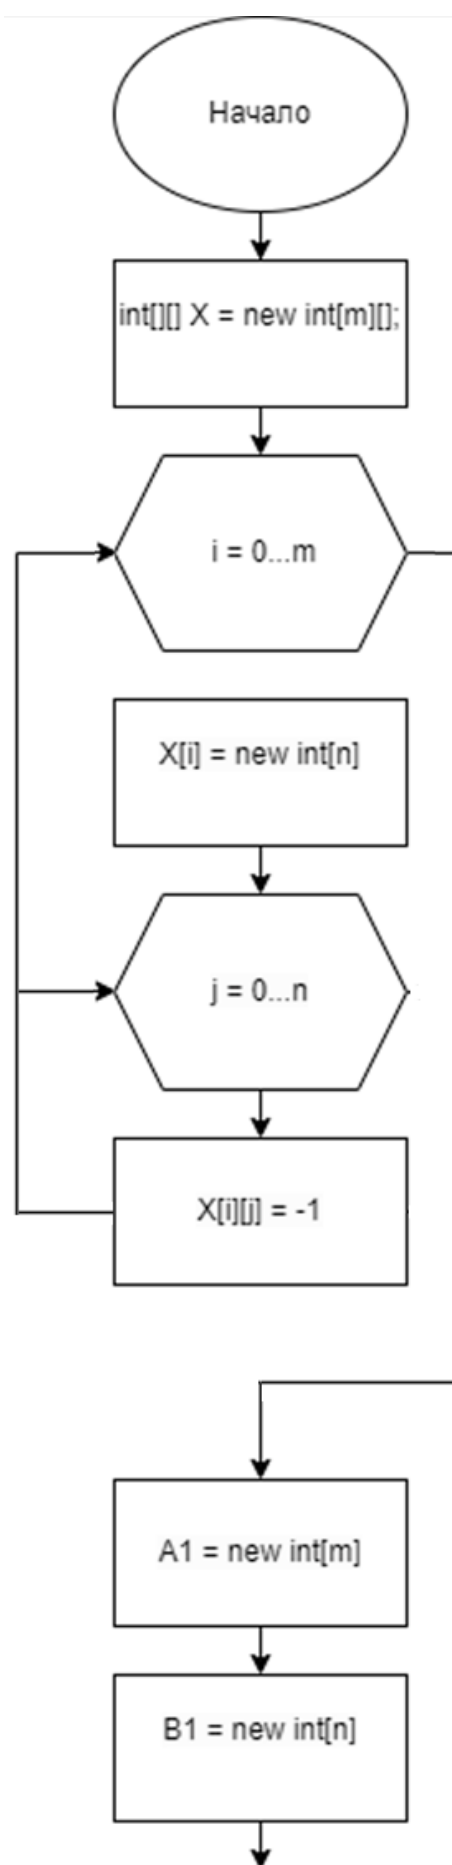 Начало
int[][] X = new int[m][];
i = 0...m
X[i] = new int[n]
j = 0...n
X[i][j] = -1
A1 = new int[m]
B1 = new int[n]